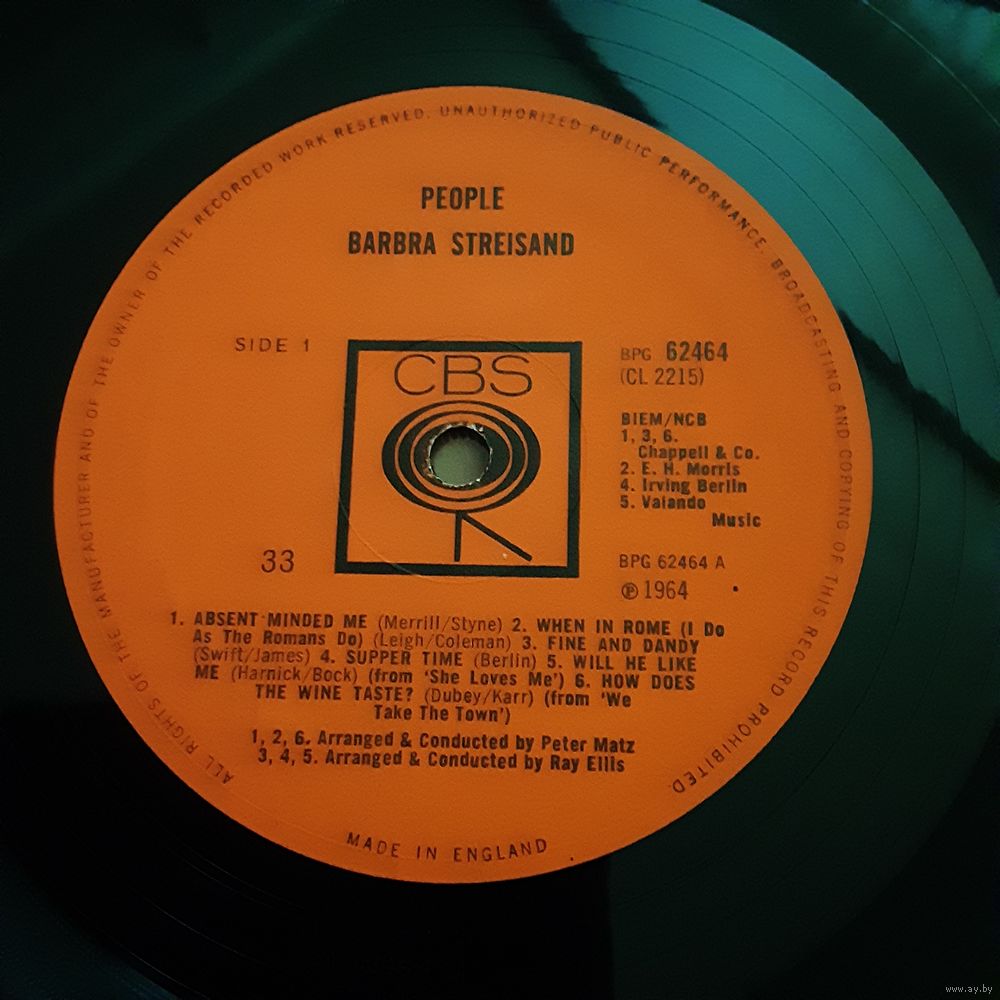 ALL RIGHTS OF THE MANUFACTURER AND OF THE OWNER OF THE RECORDED WORK RESERVED. UNAUTHORIZED PUBLIC PERFORMANCE, BROADCASTING AND COPYING OF THIS RECORD PROHIBITED.
PEOPLE
BARBRA STREISAND
SIDE 1
CBS
33
BPG 62464
(CL 2215)
BIEM/NCB
1, 3, 6.
Chappell & Co.
2. E. H. Morris
4. Irving Berlin
5. Valando
Music
BPG 62464 A
℗ 1964
1. ABSENT MINDED ME (Merrill/Styne) 2. WHEN IN ROME (I Do
As The Romans Do) (Leigh/Coleman) 3. FINE AND DANDY
(Swift/James) 4. SUPPER TIME (Berlin) 5. WILL HE LIKE
ME (Harnick/Bock) (from 'She Loves Me') 6. HOW DOES
THE WINE TASTE? (Dubey/Karr) (from 'We
Take The Town')
1, 2, 6. Arranged & Conducted by Peter Matz
3, 4, 5. Arranged & Conducted by Ray Ellis
MADE IN ENGLAND
www.ay.by